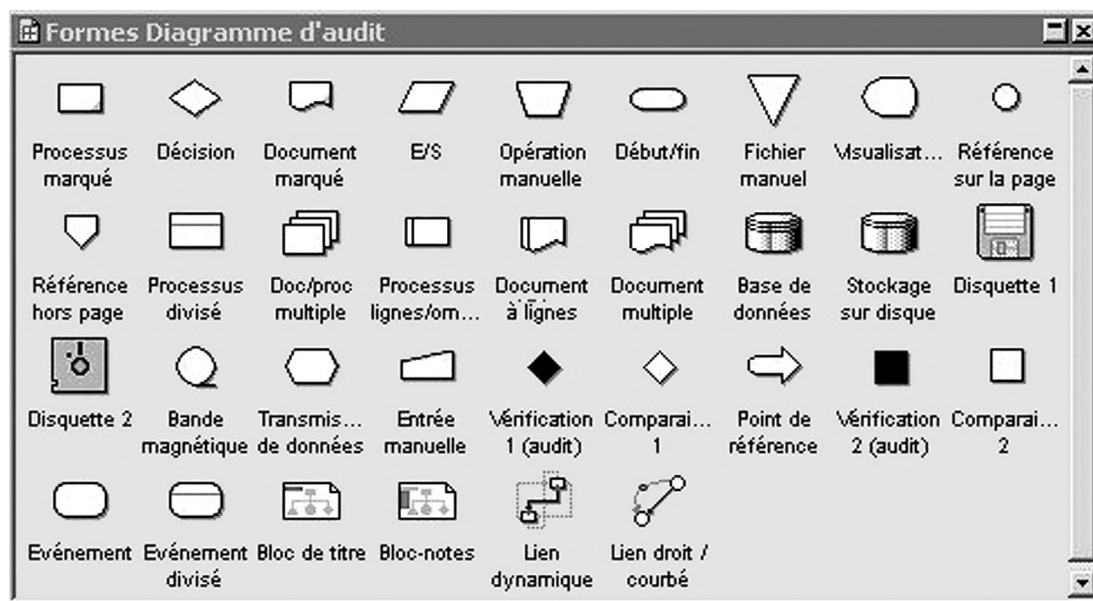 Formes Diagramme d'audit
Processus marqué
Décision
Document marqué
E/S
Opération manuelle
Début/fin
Fichier manuel
Visualisat...
Référence sur la page
Référence hors page
Processus divisé
Doc/proc multiple
Processus lignes/om...
Document à lignes
Document multiple
Base de données
Stockage sur disque
Disquette 1
Disquette 2
Bande magnétique
Transmis... de données
Entrée manuelle
Vérification 1 (audit)
Comparai... 1
Point de référence
Vérification 2 (audit)
Comparai... 2
Evénement
Evénement divisé
Bloc de titre
Bloc-notes
Lien dynamique
Lien droit / courbé